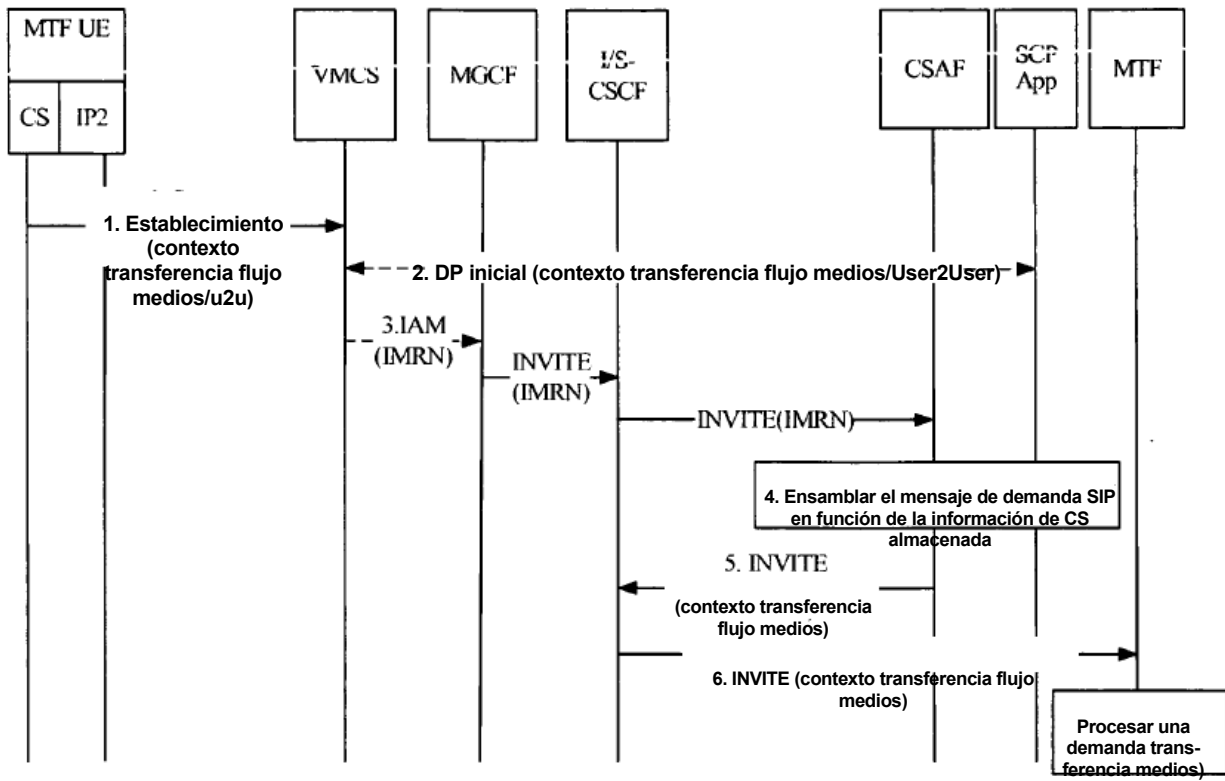 MTF UE
CS
IP2
VMCS
MGCF
I/S-
CSCF
CSAF
SCP
App
MTF
1. Establecimiento
(contexto
transferencia flujo
medios/u2u)
2. DP inicial (contexto transferencia flujo medios/User2User)
3.IAM
(IMRN)
INVITE
(IMRN)
INVITE(IMRN)
4. Ensamblar el mensaje de demanda SIP
en función de la información de CS
almacenada
5. INVITE
(contexto transferencia
flujo medios)
6. INVITE (contexto transferencia flujo
medios)
Procesar una
demanda trans-
ferencia medios)